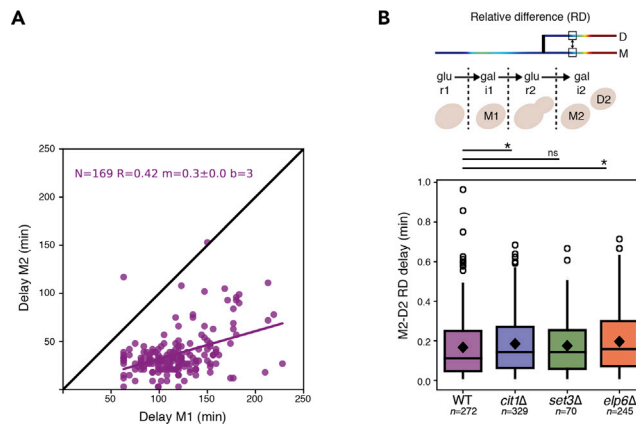 A
250
200
150
100
50
N=169 R=0.42 m=0.3±0.0 b=3
Delay M2 (min)
0 50 100 150 200 250
Delay M1 (min)
B
Relative difference (RD)
D
M
glu gal glu gal
r1 i1 r2 i2
M1 M2 D2
*
ns
*
1.0
0.8
0.6
0.4
0.2
0.0
M2-D2 RD delay (min)
WT cit1Δ set3Δ elp6Δ
n=272 n=329 n=70 n=245